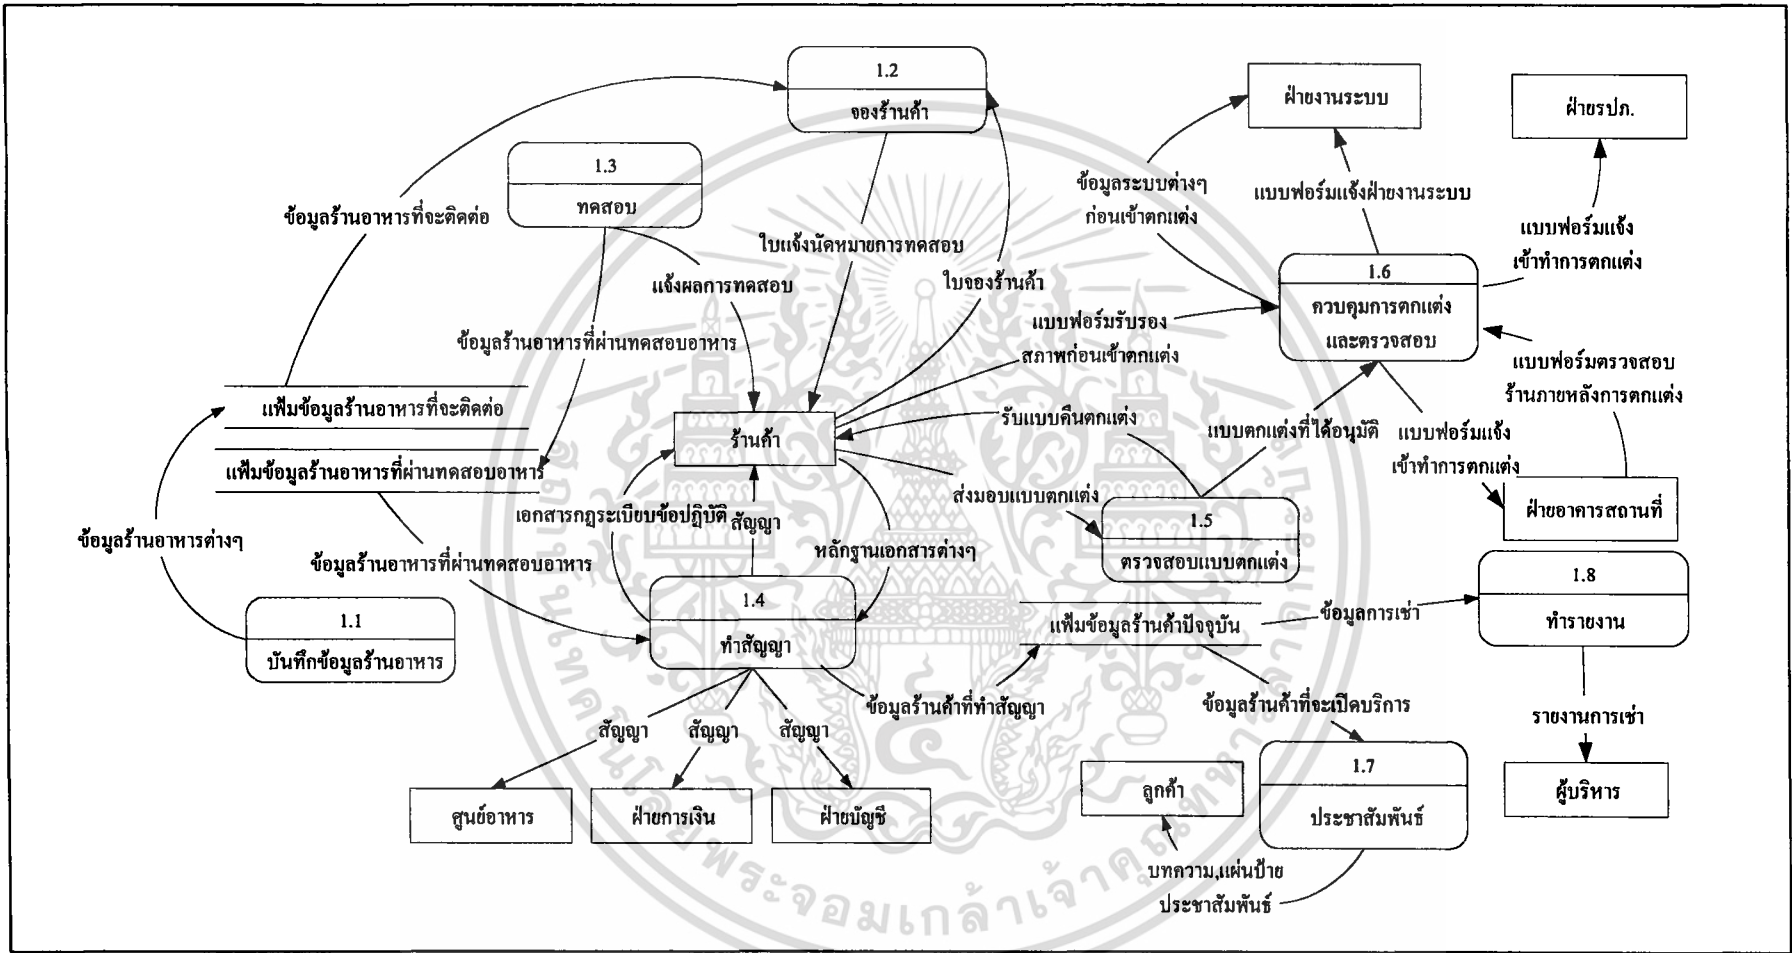 1.2
จองร้านค้า
ฝ่ายงานระบบ
ฝ่ายรปภ.
1.3
ทดสอบ
ข้อมูลร้านอาหารที่จะติดต่อ
ข้อมูลระบบต่างๆ
ก่อนเข้าตกแต่ง
แบบฟอร์มแจ้งฝ่ายงานระบบ
แบบฟอร์มแจ้ง
เข้าทำการตกแต่ง
ใบแจ้งนัดหมายการทดสอบ
แจ้งผลการทดสอบ
ใบจองร้านค้า
1.6
ควบคุมการตกแต่ง
และตรวจสอบ
แบบฟอร์มรับรอง
สภาพก่อนเข้าตกแต่ง
ข้อมูลร้านอาหารที่ผ่านทดสอบอาหาร
แบบฟอร์มตรวจสอบ
ร้านภายหลังการตกแต่ง
แฟ้มข้อมูลร้านอาหารที่จะติดต่อ
ร้านค้า
รับแบบคืนตกแต่ง
แบบตกแต่งที่ได้อนุมัติ
แบบฟอร์มแจ้ง
เข้าทำการตกแต่ง
แฟ้มข้อมูลร้านอาหารที่ผ่านทดสอบอาหาร
ส่งมอบแบบตกแต่ง
ฝ่ายอาคารสถานที่
เอกสารกฎระเบียบข้อปฏิบัติ
สัญญา
1.5
ตรวจสอบแบบตกแต่ง
ข้อมูลร้านอาหารต่างๆ
หลักฐานเอกสารต่างๆ
ข้อมูลร้านอาหารที่ผ่านทดสอบอาหาร
1.8
ทำรายงาน
1.4
ทำสัญญา
1.1
บันทึกข้อมูลร้านอาหาร
แฟ้มข้อมูลร้านค้าปัจจุบัน
ข้อมูลการเช่า
ข้อมูลร้านค้าที่ทำสัญญา
ข้อมูลร้านค้าที่จะเปิดบริการ
รายงานการเช่า
สัญญา
สัญญา
สัญญา
1.7
ประชาสัมพันธ์
ลูกค้า
ผู้บริหาร
ศูนย์อาหาร
ฝ่ายการเงิน
ฝ่ายบัญชี
บทความ,แผ่นป้าย
ประชาสัมพันธ์